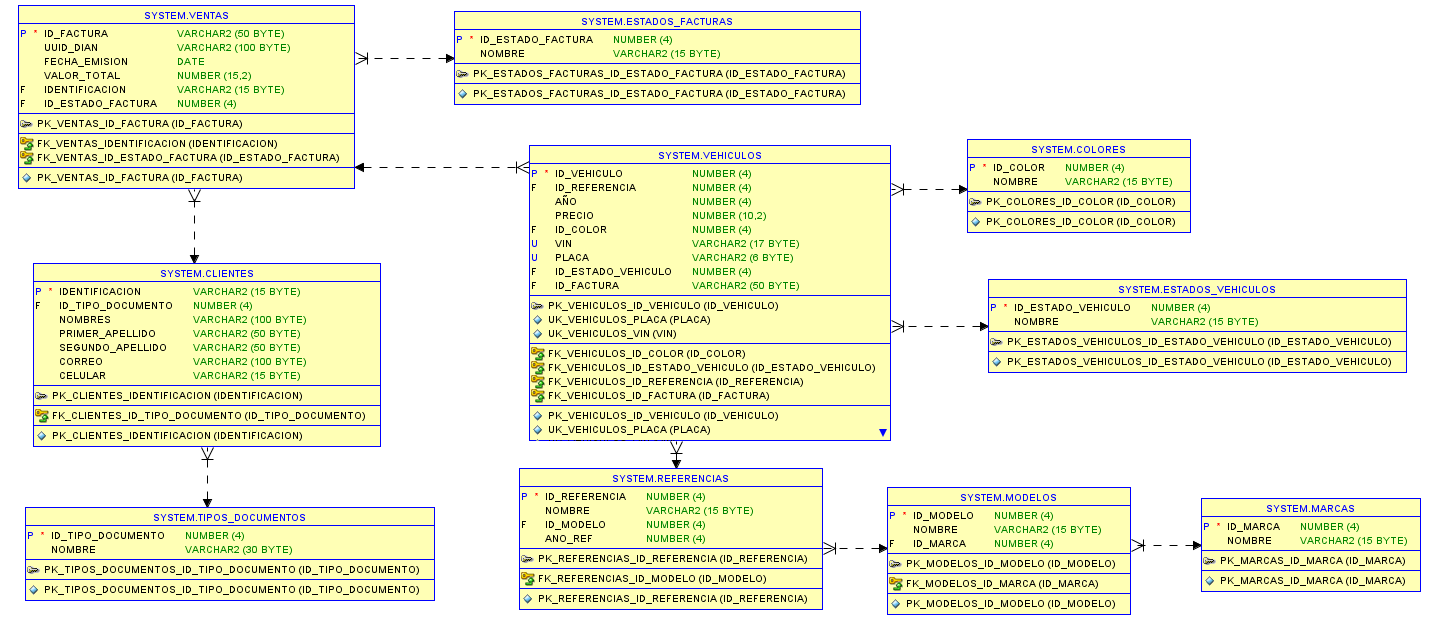 SYSTEM.VENTAS
P * ID_FACTURA VARCHAR2 (50 BYTE)
UUID_DIAN VARCHAR2 (100 BYTE)
FECHA_EMISION DATE
VALOR_TOTAL NUMBER (15,2)
F IDENTIFICACION VARCHAR2 (15 BYTE)
F ID_ESTADO_FACTURA NUMBER (4)
PK_VENTAS_ID_FACTURA (ID_FACTURA)
FK_VENTAS_IDENTIFICACION (IDENTIFICACION)
FK_VENTAS_ID_ESTADO_FACTURA (ID_ESTADO_FACTURA)
PK_VENTAS_ID_FACTURA (ID_FACTURA)
SYSTEM.ESTADOS_FACTURAS
P * ID_ESTADO_FACTURA NUMBER (4)
NOMBRE VARCHAR2 (15 BYTE)
PK_ESTADOS_FACTURAS_ID_ESTADO_FACTURA (ID_ESTADO_FACTURA)
PK_ESTADOS_FACTURAS_ID_ESTADO_FACTURA (ID_ESTADO_FACTURA)
SYSTEM.VEHICULOS
P * ID_VEHICULO NUMBER (4)
F ID_REFERENCIA NUMBER (4)
AÑO NUMBER (4)
PRECIO NUMBER (10,2)
F ID_COLOR NUMBER (4)
U VIN VARCHAR2 (17 BYTE)
U PLACA VARCHAR2 (6 BYTE)
F ID_ESTADO_VEHICULO NUMBER (4)
F ID_FACTURA VARCHAR2 (50 BYTE)
PK_VEHICULOS_ID_VEHICULO (ID_VEHICULO)
UK_VEHICULOS_PLACA (PLACA)
UK_VEHICULOS_VIN (VIN)
FK_VEHICULOS_ID_COLOR (ID_COLOR)
FK_VEHICULOS_ID_ESTADO_VEHICULO (ID_ESTADO_VEHICULO)
FK_VEHICULOS_ID_REFERENCIA (ID_REFERENCIA)
FK_VEHICULOS_ID_FACTURA (ID_FACTURA)
PK_VEHICULOS_ID_VEHICULO (ID_VEHICULO)
UK_VEHICULOS_PLACA (PLACA)
SYSTEM.COLORES
P * ID_COLOR NUMBER (4)
NOMBRE VARCHAR2 (15 BYTE)
PK_COLORES_ID_COLOR (ID_COLOR)
PK_COLORES_ID_COLOR (ID_COLOR)
SYSTEM.CLIENTES
P * IDENTIFICACION VARCHAR2 (15 BYTE)
F ID_TIPO_DOCUMENTO NUMBER (4)
NOMBRES VARCHAR2 (100 BYTE)
PRIMER_APELLIDO VARCHAR2 (50 BYTE)
SEGUNDO_APELLIDO VARCHAR2 (50 BYTE)
CORREO VARCHAR2 (100 BYTE)
CELULAR VARCHAR2 (15 BYTE)
PK_CLIENTES_IDENTIFICACION (IDENTIFICACION)
FK_CLIENTES_ID_TIPO_DOCUMENTO (ID_TIPO_DOCUMENTO)
PK_CLIENTES_IDENTIFICACION (IDENTIFICACION)
SYSTEM.ESTADOS_VEHICULOS
P * ID_ESTADO_VEHICULO NUMBER (4)
NOMBRE VARCHAR2 (15 BYTE)
PK_ESTADOS_VEHICULOS_ID_ESTADO_VEHICULO (ID_ESTADO_VEHICULO)
PK_ESTADOS_VEHICULOS_ID_ESTADO_VEHICULO (ID_ESTADO_VEHICULO)
SYSTEM.TIPOS_DOCUMENTOS
P * ID_TIPO_DOCUMENTO NUMBER (4)
NOMBRE VARCHAR2 (30 BYTE)
PK_TIPOS_DOCUMENTOS_ID_TIPO_DOCUMENTO (ID_TIPO_DOCUMENTO)
PK_TIPOS_DOCUMENTOS_ID_TIPO_DOCUMENTO (ID_TIPO_DOCUMENTO)
SYSTEM.REFERENCIAS
P * ID_REFERENCIA NUMBER (4)
NOMBRE VARCHAR2 (15 BYTE)
F ID_MODELO NUMBER (4)
ANO_REF NUMBER (4)
PK_REFERENCIAS_ID_REFERENCIA (ID_REFERENCIA)
FK_REFERENCIAS_ID_MODELO (ID_MODELO)
PK_REFERENCIAS_ID_REFERENCIA (ID_REFERENCIA)
SYSTEM.MODELOS
P * ID_MODELO NUMBER (4)
NOMBRE VARCHAR2 (15 BYTE)
F ID_MARCA NUMBER (4)
PK_MODELOS_ID_MODELO (ID_MODELO)
FK_MODELOS_ID_MARCA (ID_MARCA)
PK_MODELOS_ID_MODELO (ID_MODELO)
SYSTEM.MARCAS
P * ID_MARCA NUMBER (4)
NOMBRE VARCHAR2 (15 BYTE)
PK_MARCAS_ID_MARCA (ID_MARCA)
PK_MARCAS_ID_MARCA (ID_MARCA)